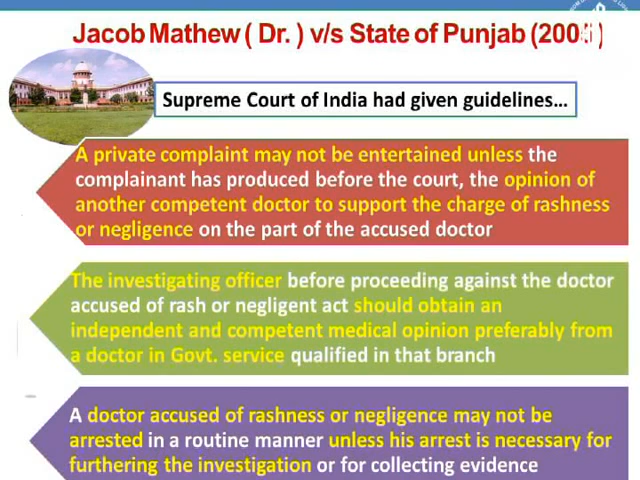 Jacob Mathew ( Dr. ) v/s State of Punjab (2005)
Supreme Court of India had given guidelines...
A private complaint may not be entertained unless the
complainant has produced before the court, the opinion of
another competent doctor to support the charge of rashness
or negligence on the part of the accused doctor
The investigating officer before proceeding against the doctor
accused of rash or negligent act should obtain an
independent and competent medical opinion preferably from
a doctor in Govt. service qualified in that branch
A doctor accused of rashness or negligence may not be
arrested in a routine manner unless his arrest is necessary for
furthering the investigation or for collecting evidence